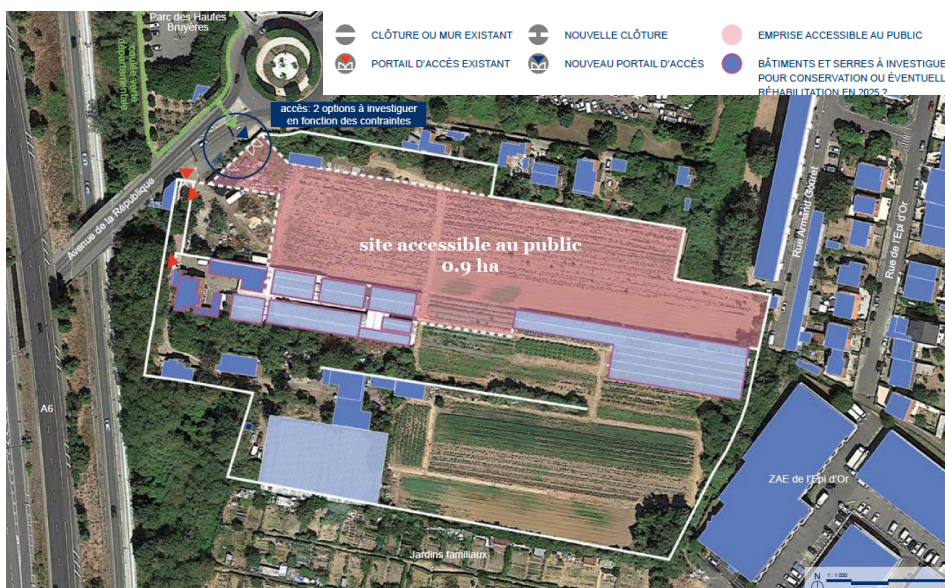 Parc des Hautes
Bruyères
coulée verte
départementale
CLÔTURE OU MUR EXISTANT
NOUVELLE CLÔTURE
EMPRISE ACCESSIBLE AU PUBLIC
PORTAIL D'ACCÈS EXISTANT
NOUVEAU PORTAIL D'ACCÈS
BÂTIMENTS ET SERRES À INVESTIGUE
POUR CONSERVATION OU ÉVENTUELL
RÉHABILITATION EN 2025 ?
accès: 2 options à investiguer
en fonction des contraintes
Avenue de la République
site accessible au public
0.9 ha
Rue Armand Gouret
Rue de l'Epi d'Or
A6
ZAE de l'Epi d'Or
Jardins familiaux
N
1 : 1 000